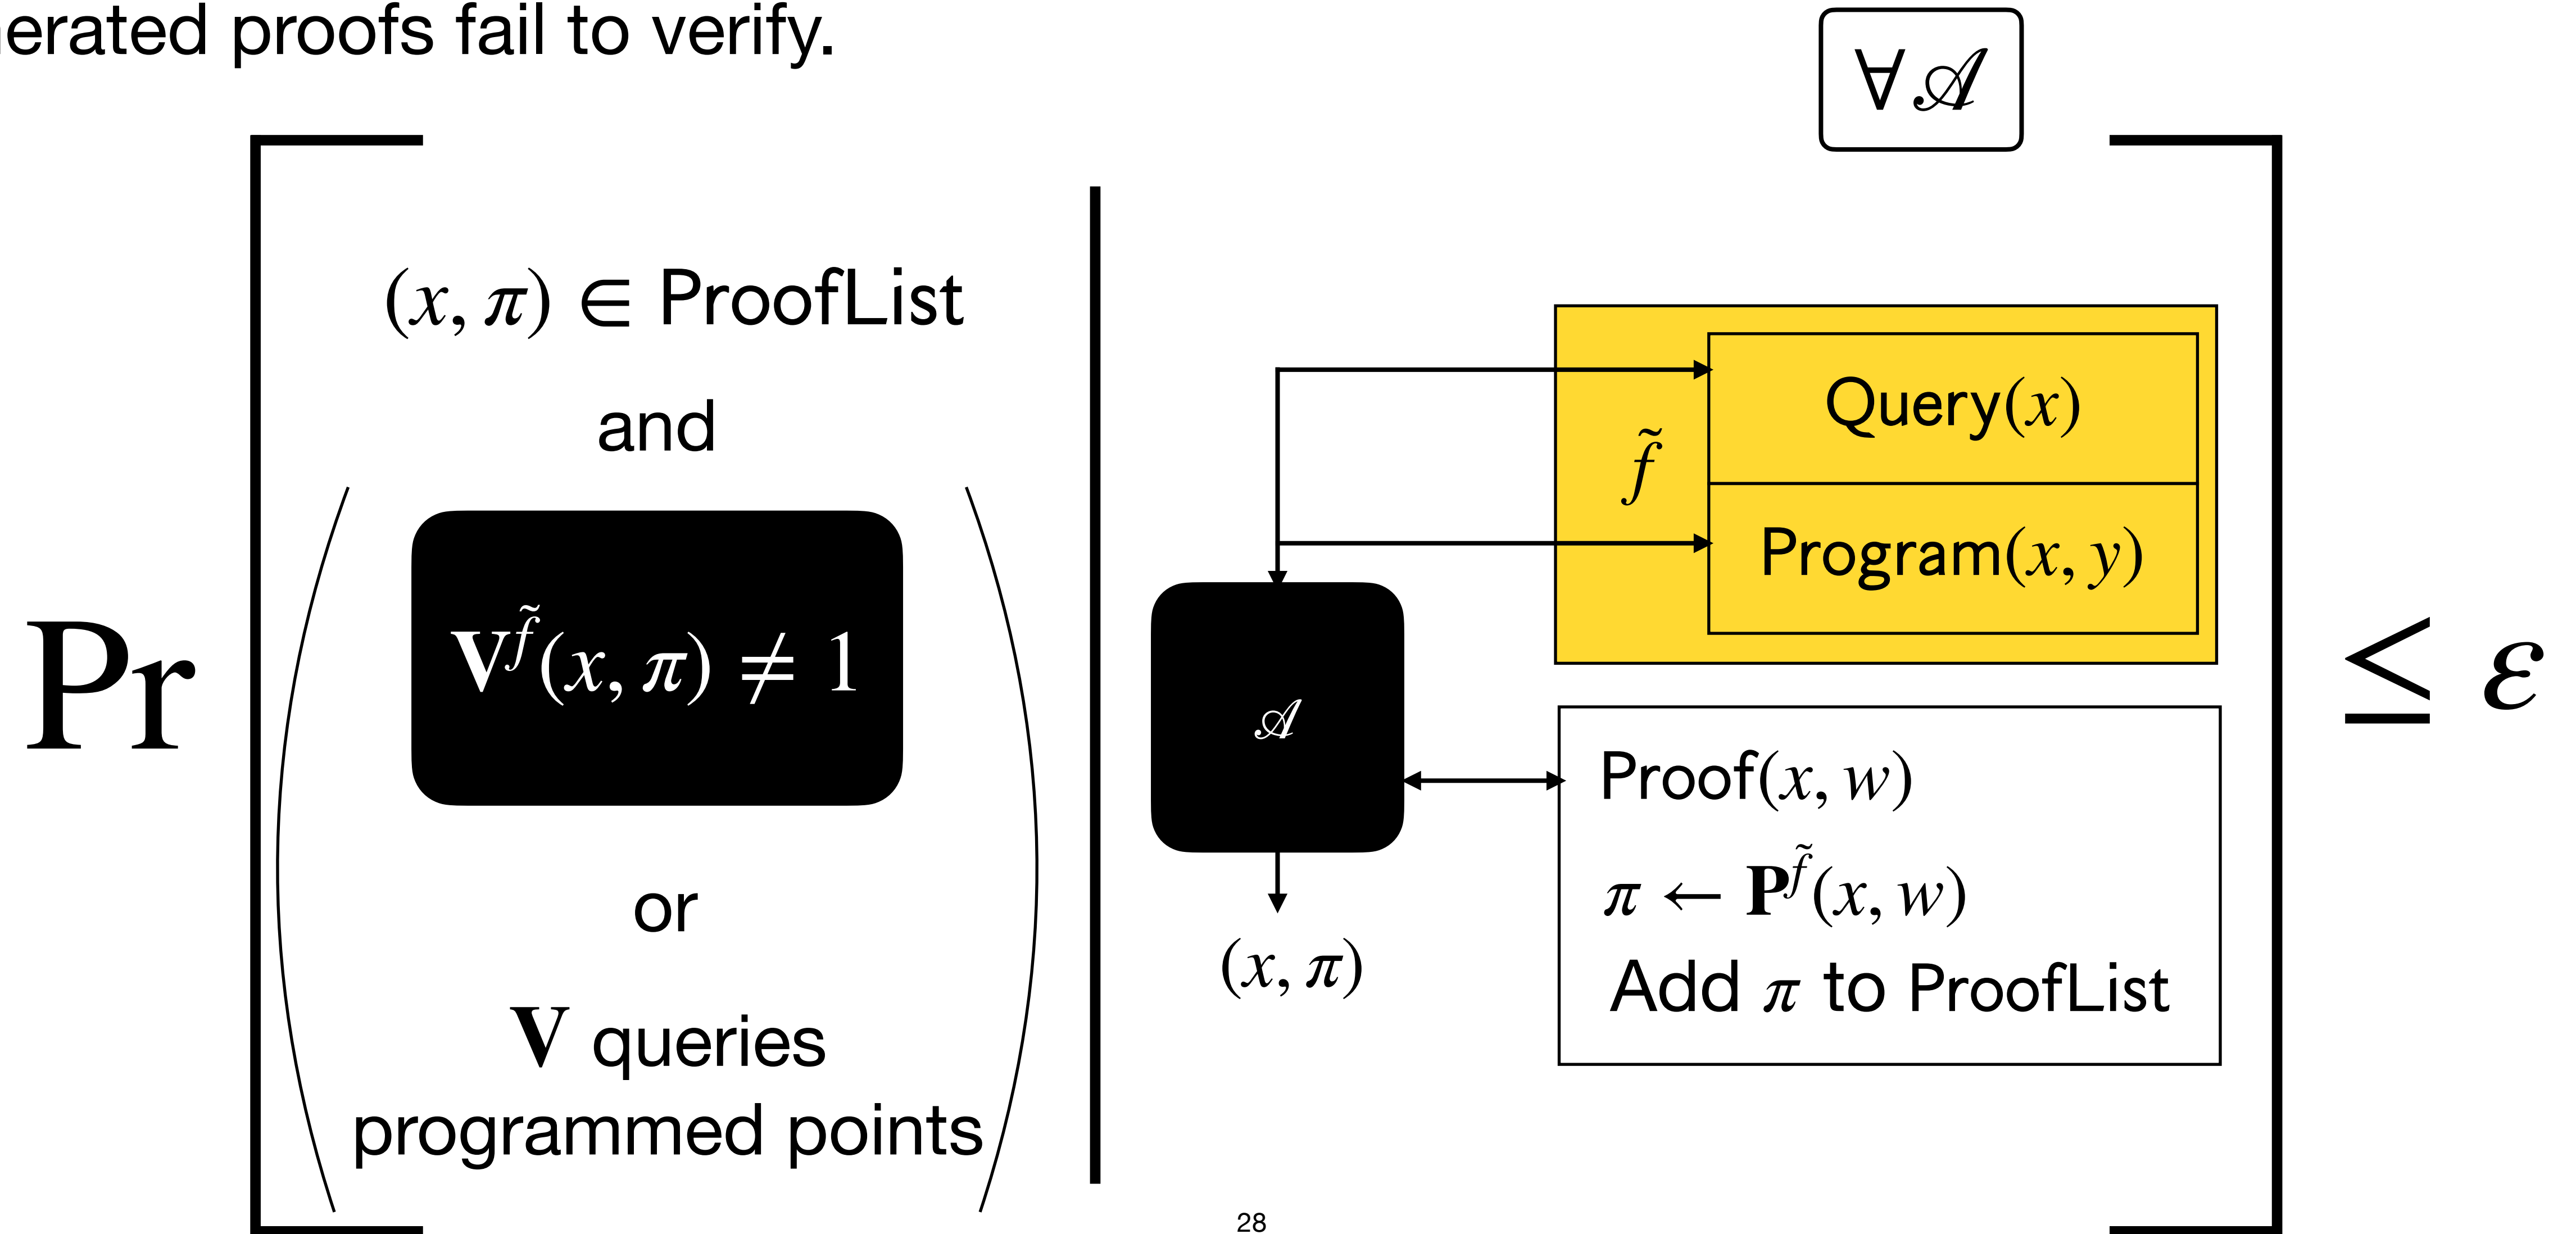 erated proofs fail to verify.
∀𝒜
Pr
(x, π) ∈ ProofList
and
V^f̃(x, π) ≠ 1
or
V queries
programmed points
f̃
Query(x)
Program(x, y)
𝒜
(x, π)
Proof(x, w)
π ← P^f̃(x, w)
Add π to ProofList
≤ ε
28